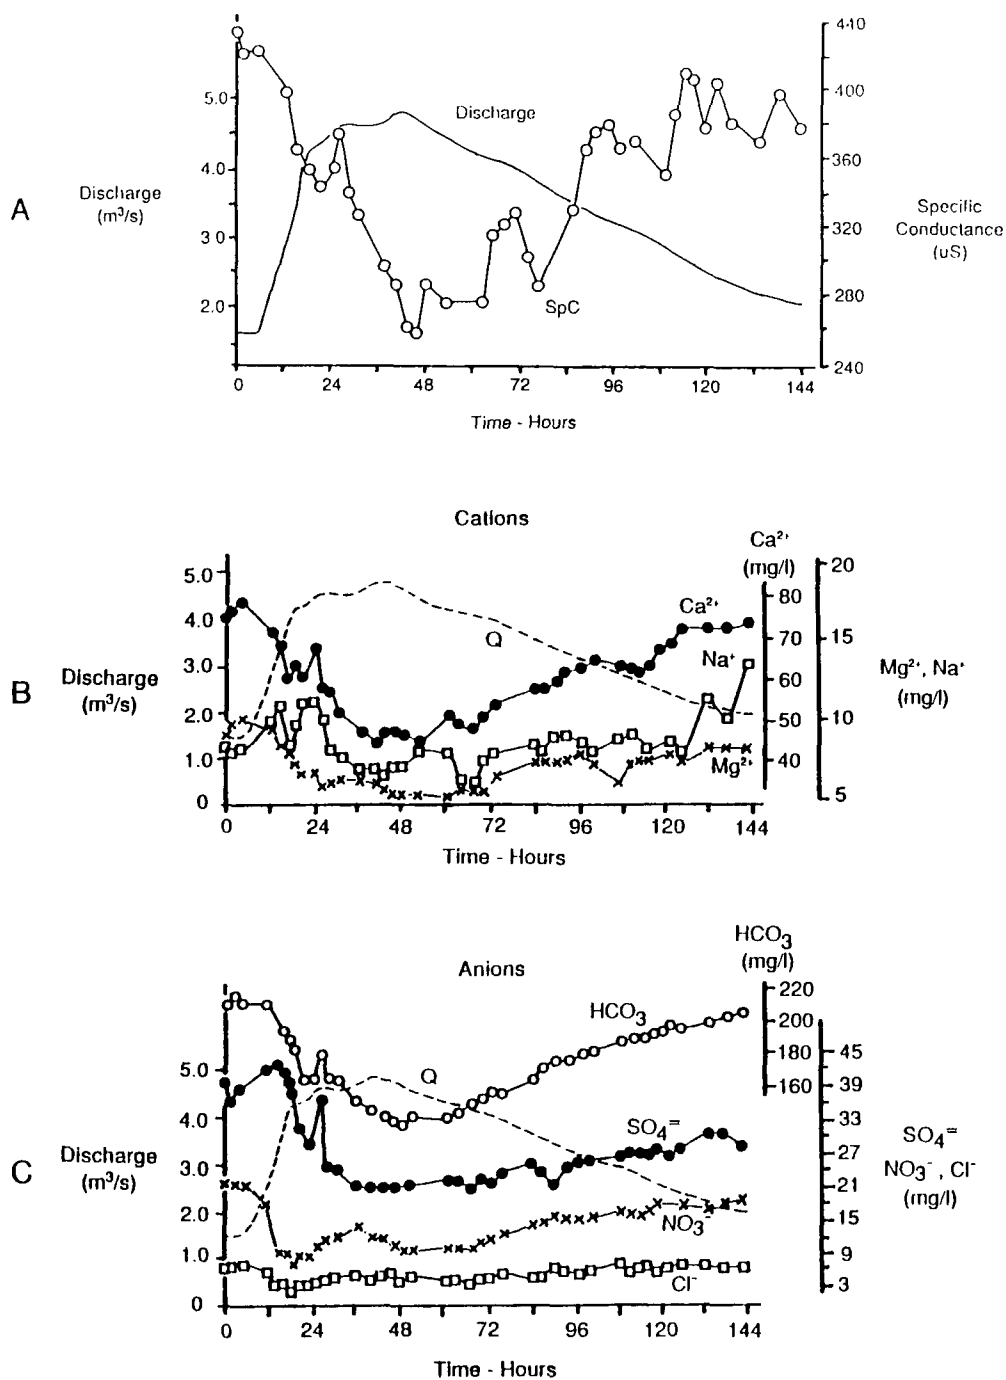 A
Discharge
(m³/s)
5.0
4.0
3.0
2.0
Discharge
SpC
440
400
360
320
280
240
Specific
Conductance
(uS)
0 24 48 72 96 120 144
Time - Hours
Cations
B
Discharge
(m³/s)
5.0
4.0
3.0
2.0
1.0
0
Q
Ca²⁺
Na⁺
Mg²⁺
Ca²⁺
(mg/l)
80
70
60
50
40
20
15
10
5
Mg²⁺, Na⁺
(mg/l)
0 24 48 72 96 120 144
Time - Hours
Anions
C
Discharge
(m³/s)
5.0
4.0
3.0
2.0
1.0
0
Q
HCO₃
SO₄⁼
NO₃⁻
Cl⁻
HCO₃
(mg/l)
220
200
180
160
45
39
33
27
21
15
9
3
SO₄⁼
NO₃⁻, Cl⁻
(mg/l)
0 24 48 72 96 120 144
Time - Hours